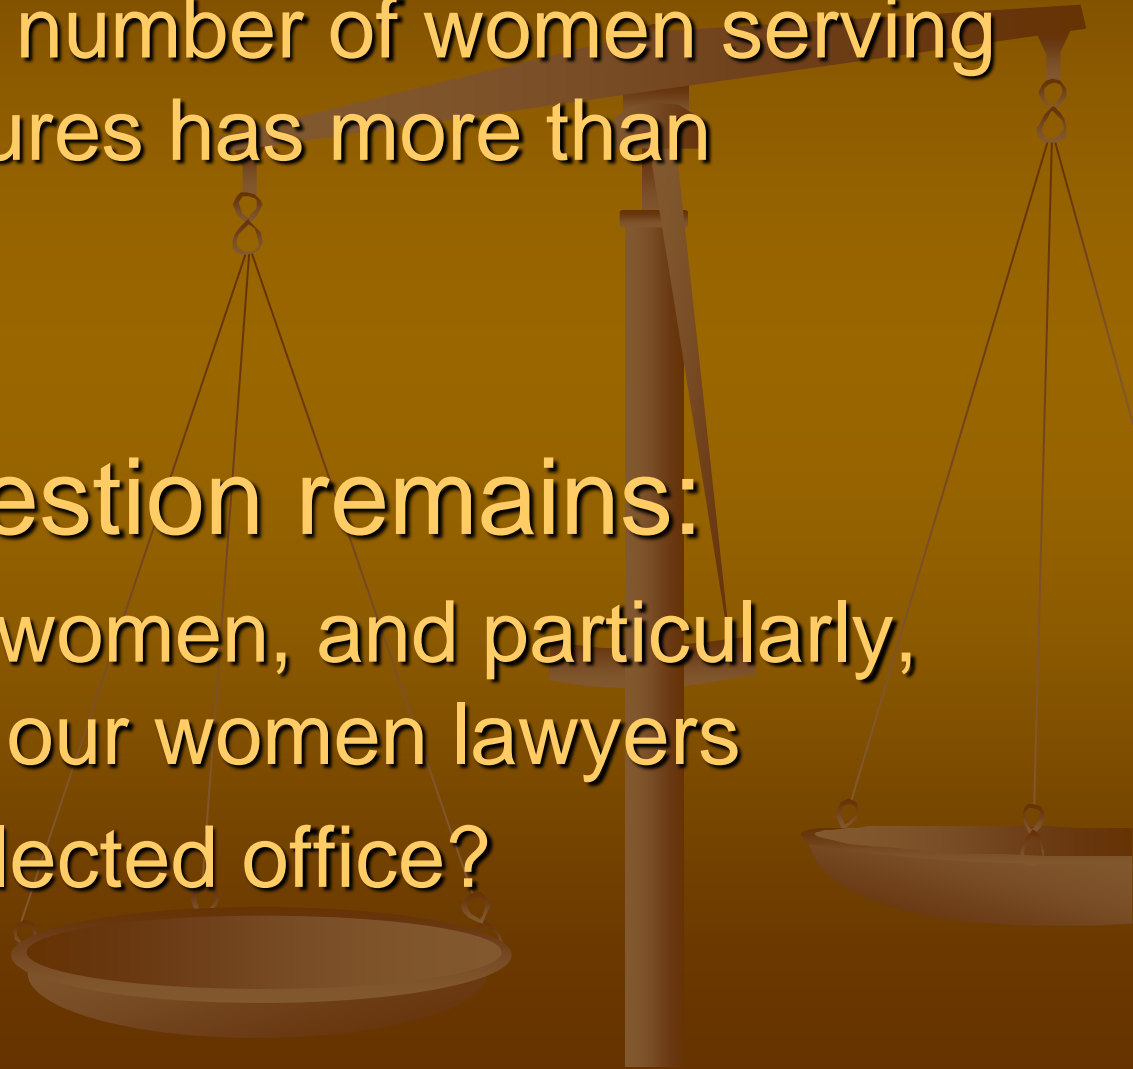 number of women serving
ures has more than
estion remains:
women, and particularly,
our women lawyers
lected office?